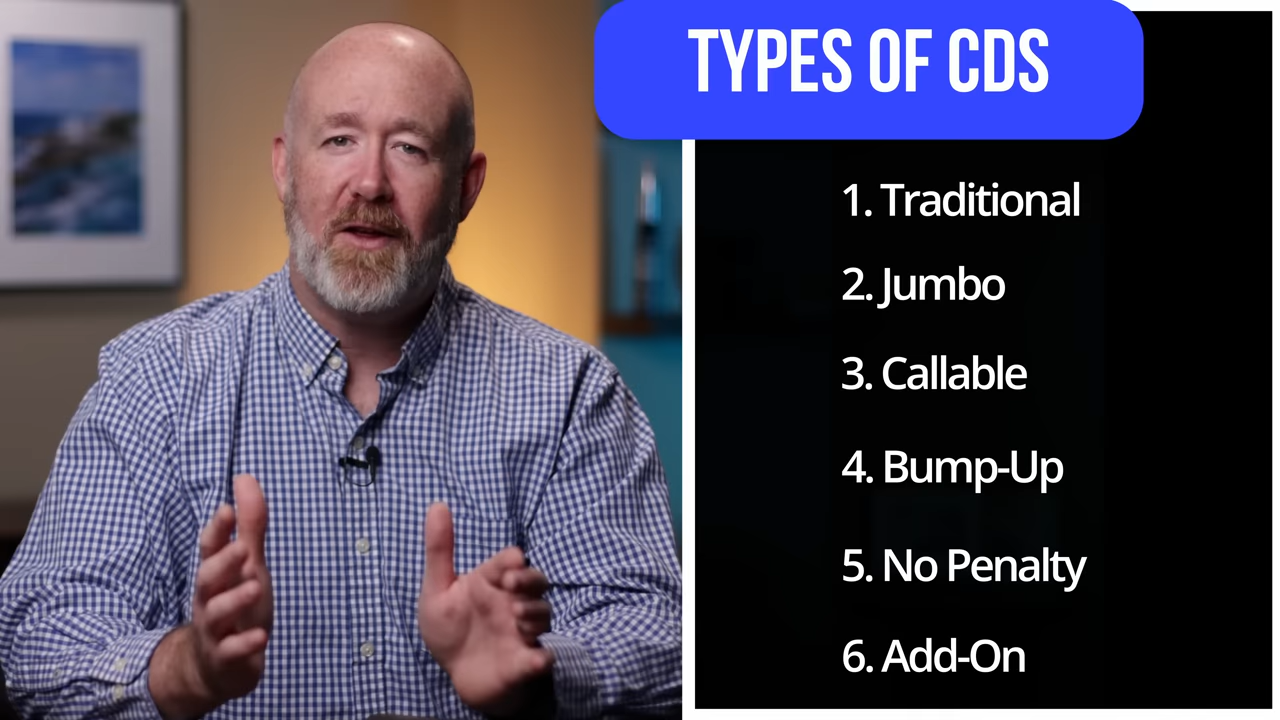 TYPES OF CDS
1. Traditional
2. Jumbo
3. Callable
4. Bump-Up
5. No Penalty
6. Add-On